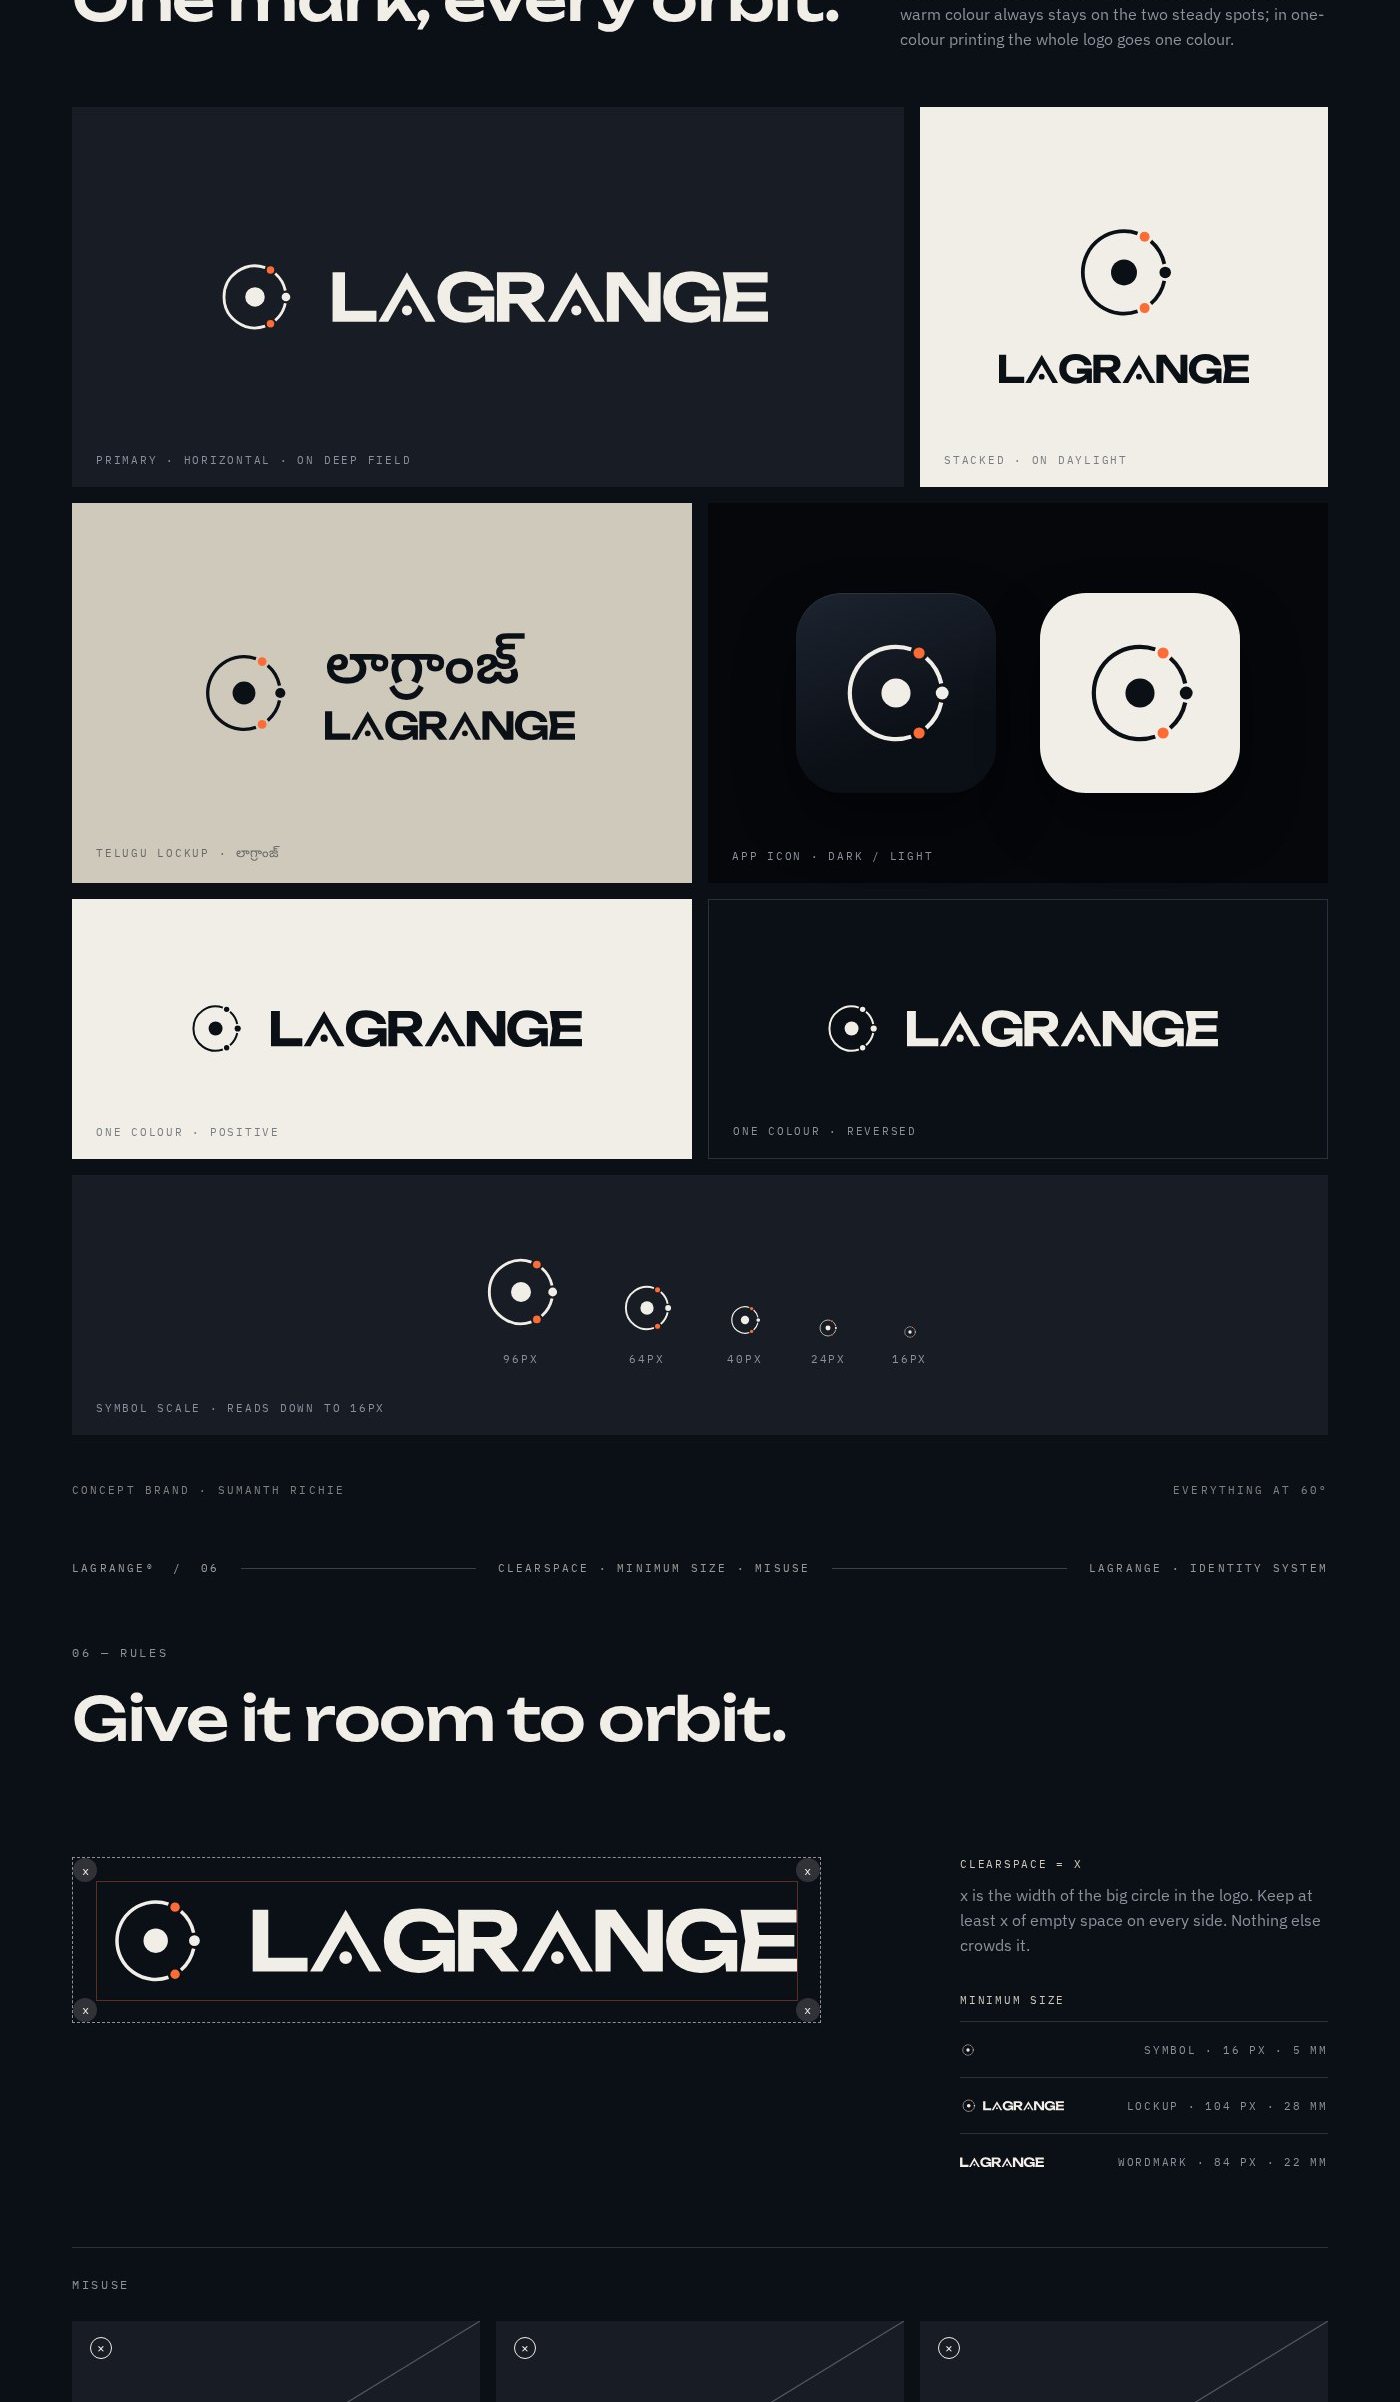 One mark, every orbit.
warm colour always stays on the two steady spots; in one-
colour printing the whole logo goes one colour.
LAGRANGE
PRIMARY · HORIZONTAL · ON DEEP FIELD
LAGRANGE
STACKED · ON DAYLIGHT
లాగ్రాంజ్
LAGRANGE
TELUGU LOCKUP · లాగ్రాంజ్
APP ICON · DARK / LIGHT
LAGRANGE
ONE COLOUR · POSITIVE
LAGRANGE
ONE COLOUR · REVERSED
96PX 64PX 40PX 24PX 16PX
SYMBOL SCALE · READS DOWN TO 16PX
CONCEPT BRAND · SUMANTH RICHIE
EVERYTHING AT 60°
LAGRANGE° / 06
CLEARSPACE · MINIMUM SIZE · MISUSE
LAGRANGE · IDENTITY SYSTEM
06 — RULES
Give it room to orbit.
x x
LAGRANGE
x x
CLEARSPACE = X
x is the width of the big circle in the logo. Keep at
least x of empty space on every side. Nothing else
crowds it.
MINIMUM SIZE
SYMBOL · 16 PX · 5 MM
LAGRANGE LOCKUP · 104 PX · 28 MM
LAGRANGE WORDMARK · 84 PX · 22 MM
MISUSE
× × ×